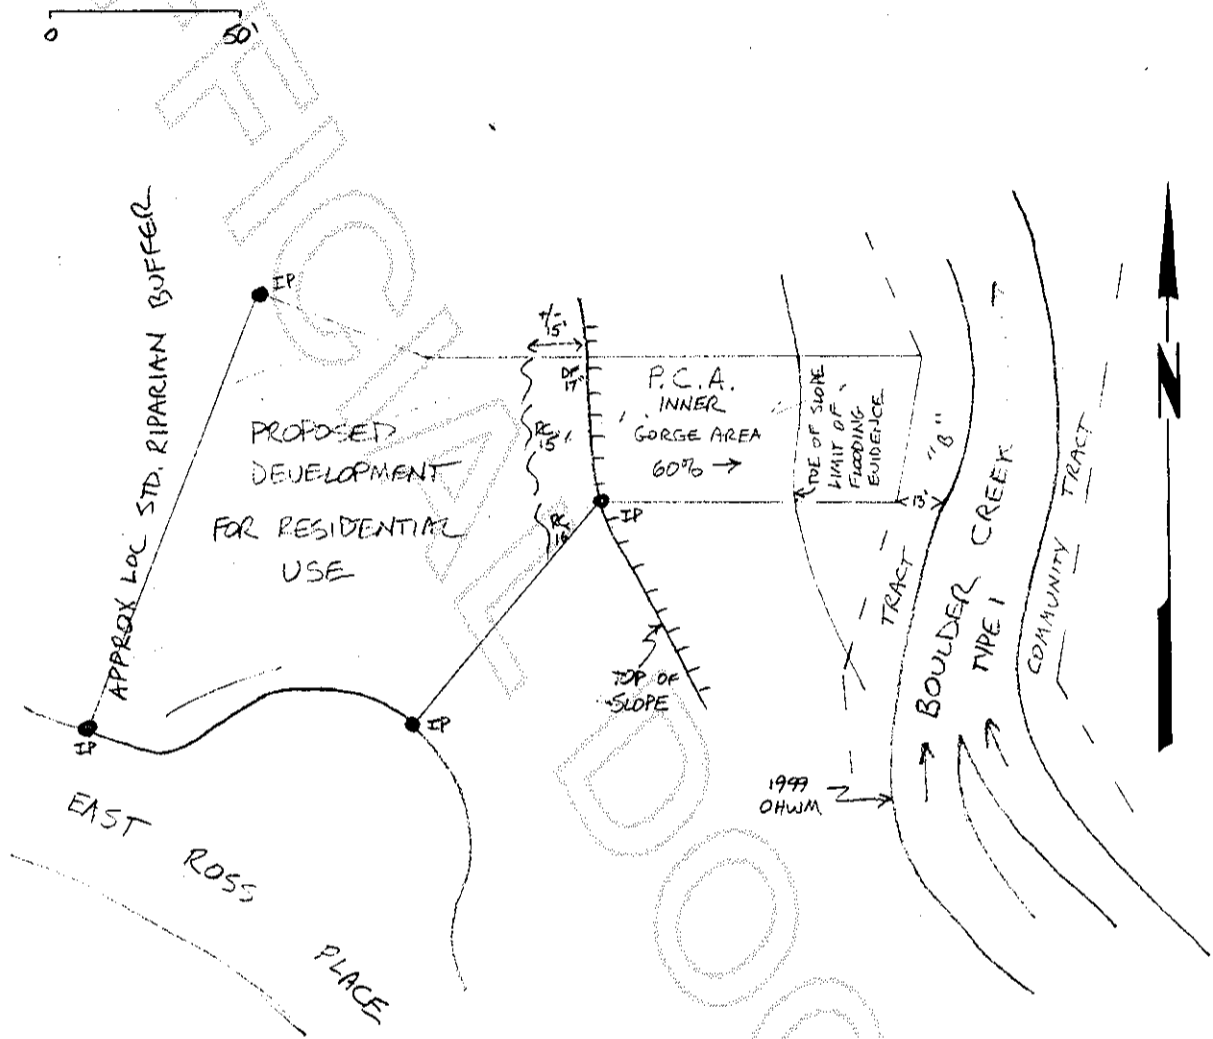 0 50'
APPROX LOC STD. RIPARIAN BUFFER
IP
+/-
15'
DF
17"
P.C.A.
INNER
GORGE AREA
60% →
TOE OF SLOPE
LIMIT OF
FLOODING
EVIDENCE
"B"
N
PROPOSED
DEVELOPMENT
FOR RESIDENTIAL
USE
RC
15"
RC
16"
IP
13'
TRACT
BOULDER CREEK
TYPE 1
COMMUNITY TRACT
TOP OF
SLOPE
IP
IP
1999
OHWM
EAST ROSS PLACE
FICIAL DOC